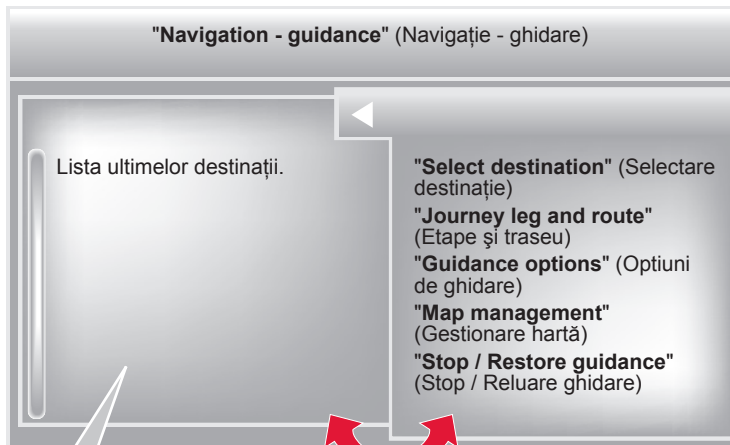 "Navigation - guidance" (Navigație - ghidare)
Lista ultimelor destinații.
"Select destination" (Selectare
destinație)
"Journey leg and route"
(Etape şi traseu)
"Guidance options" (Optiuni
de ghidare)
"Map management"
(Gestionare hartă)
"Stop / Restore guidance"
(Stop / Reluare ghidare)